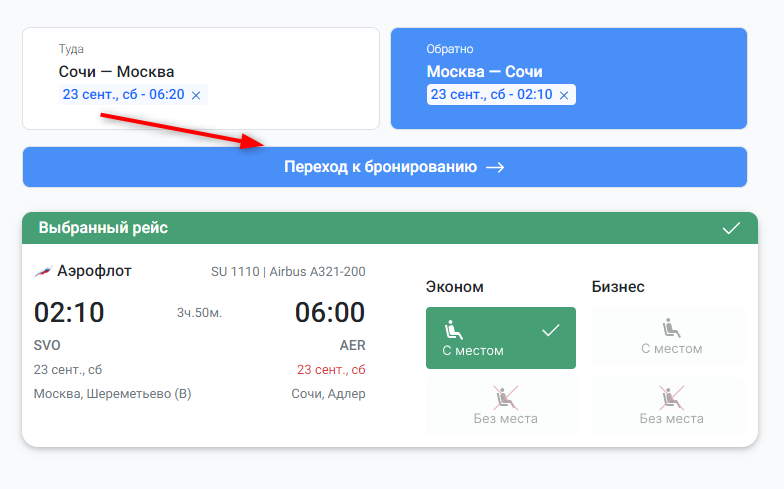 Туда
Сочи — Москва
23 сент., сб - 06:20 ×
Обратно
Москва — Сочи
23 сент., сб - 02:10 ×
Переход к бронированию →
Выбранный рейс
Аэрофлот
SU 1110 | Airbus A321-200
02:10
3ч.50м.
06:00
SVO
AER
23 сент., сб
23 сент., сб
Москва, Шереметьево (B)
Сочи, Адлер
Эконом
Бизнес
С местом
С местом
Без места
Без места